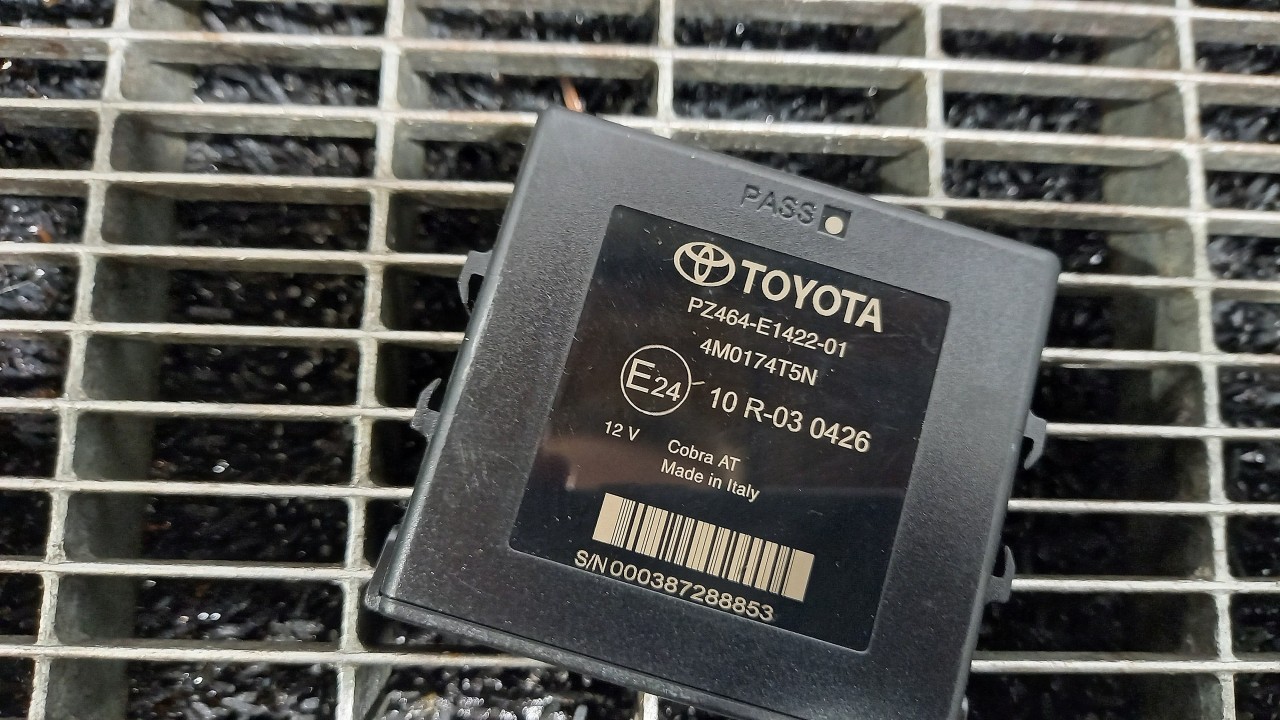 PASS
TOYOTA
PZ464-E1422-01
4M0174T5N
E24 10 R-03 0426
12 V
Cobra AT
Made in Italy
S/N 000387288853